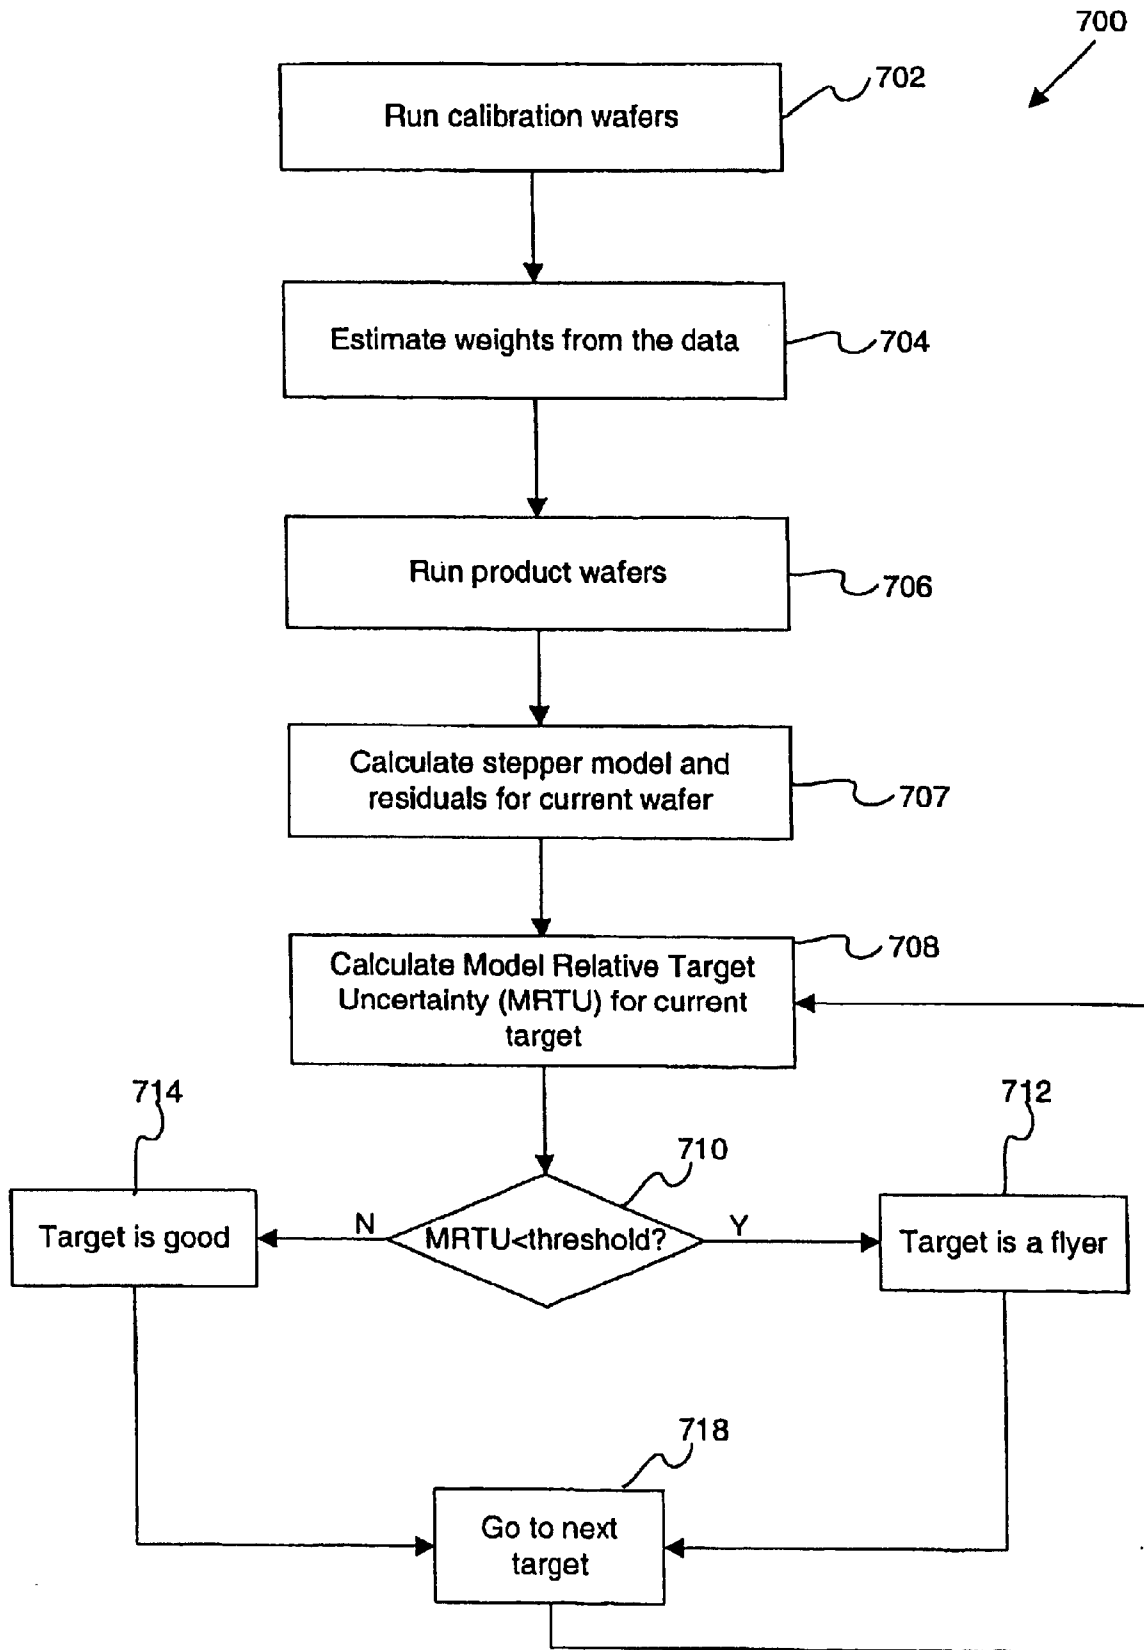 700
Run calibration wafers
702
Estimate weights from the data
704
Run product wafers
706
Calculate stepper model and
residuals for current wafer
707
Calculate Model Relative Target
Uncertainty (MRTU) for current
target
708
714
712
710
Target is good
N
MRTU<threshold?
Y
Target is a flyer
718
Go to next
target